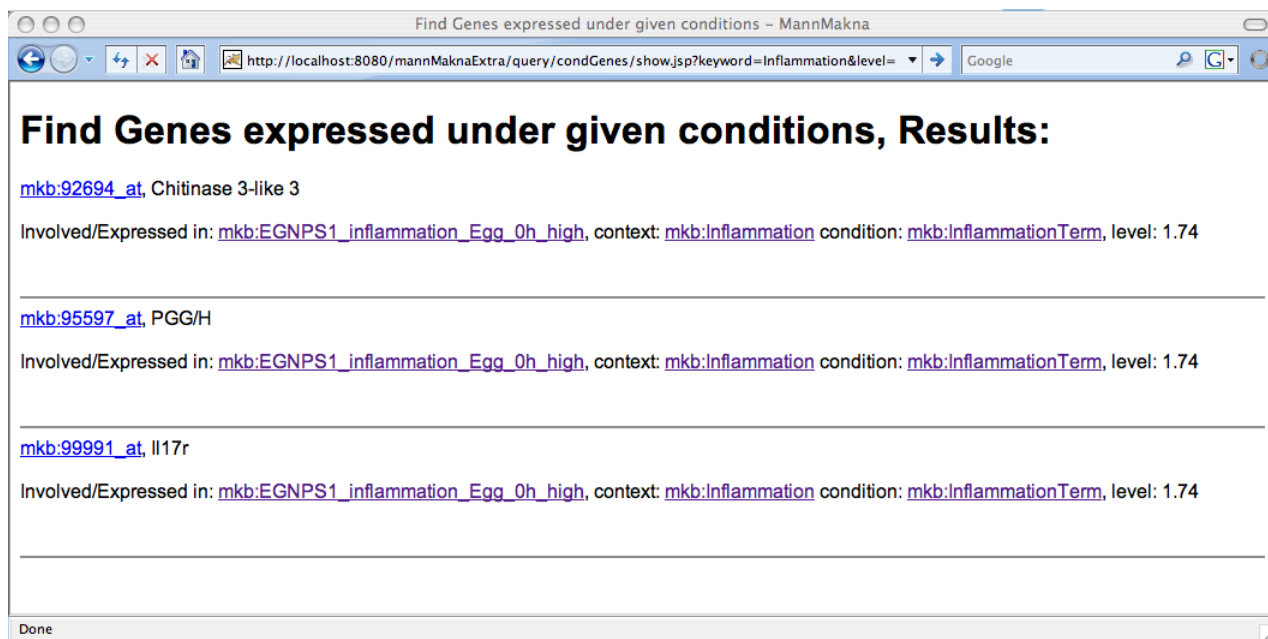 Find Genes expressed under given conditions – MannMakna
http://localhost:8080/mannMaknaExtra/query/condGenes/show.jsp?keyword=Inflammation&level=
Google
G
Find Genes expressed under given conditions, Results:
mkb:92694_at, Chitinase 3-like 3
Involved/Expressed in: mkb:EGNPS1_inflammation_Egg_0h_high, context: mkb:Inflammation condition: mkb:InflammationTerm, level: 1.74
mkb:95597_at, PGG/H
Involved/Expressed in: mkb:EGNPS1_inflammation_Egg_0h_high, context: mkb:Inflammation condition: mkb:InflammationTerm, level: 1.74
mkb:99991_at, Il17r
Involved/Expressed in: mkb:EGNPS1_inflammation_Egg_0h_high, context: mkb:Inflammation condition: mkb:InflammationTerm, level: 1.74
Done